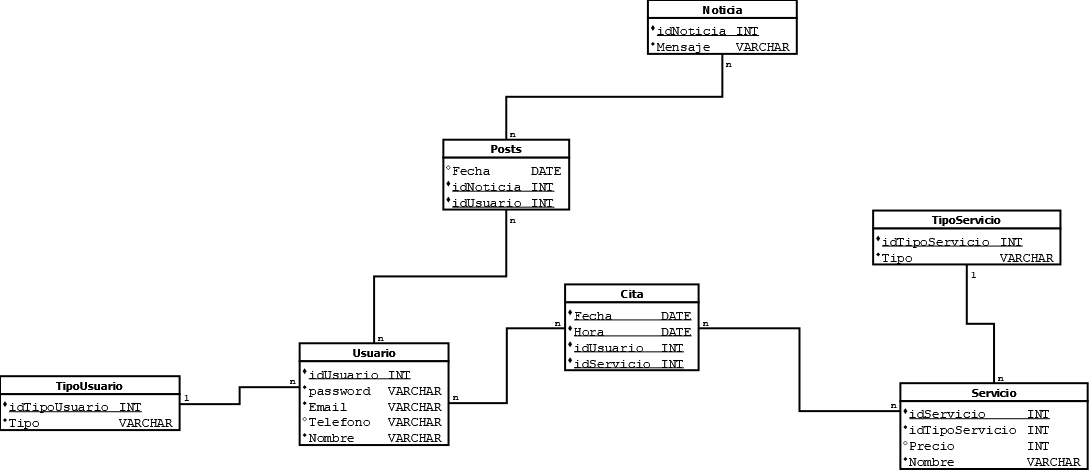 Noticia
idNoticia INT
Mensaje VARCHAR
n
n
Posts
Fecha DATE
idNoticia INT
idUsuario INT
n
TipoServicio
idTipoServicio INT
Tipo VARCHAR
1
Cita
Fecha DATE
Hora DATE
idUsuario INT
idServicio INT
n
n
n
Usuario
idUsuario INT
password VARCHAR
Email VARCHAR
Telefono VARCHAR
Nombre VARCHAR
n
n
TipoUsuario
idTipoUsuario INT
Tipo VARCHAR
1
n
Servicio
idServicio INT
idTipoServicio INT
Precio INT
Nombre VARCHAR
n